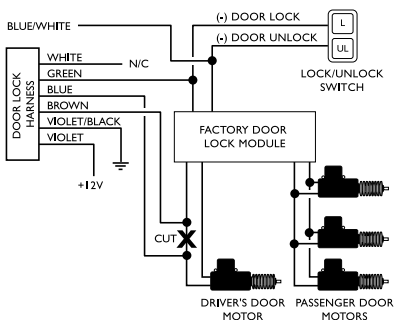 (-) DOOR LOCK
L
BLUE/WHITE
(-) DOOR UNLOCK
UL
WHITE
N/C
GREEN
LOCK/UNLOCK
SWITCH
BLUE
DOOR LOCK
HARNESS
BROWN
VIOLET/BLACK
FACTORY DOOR
LOCK MODULE
VIOLET
+12V
CUT
DRIVER'S DOOR
MOTOR
PASSENGER DOOR
MOTORS